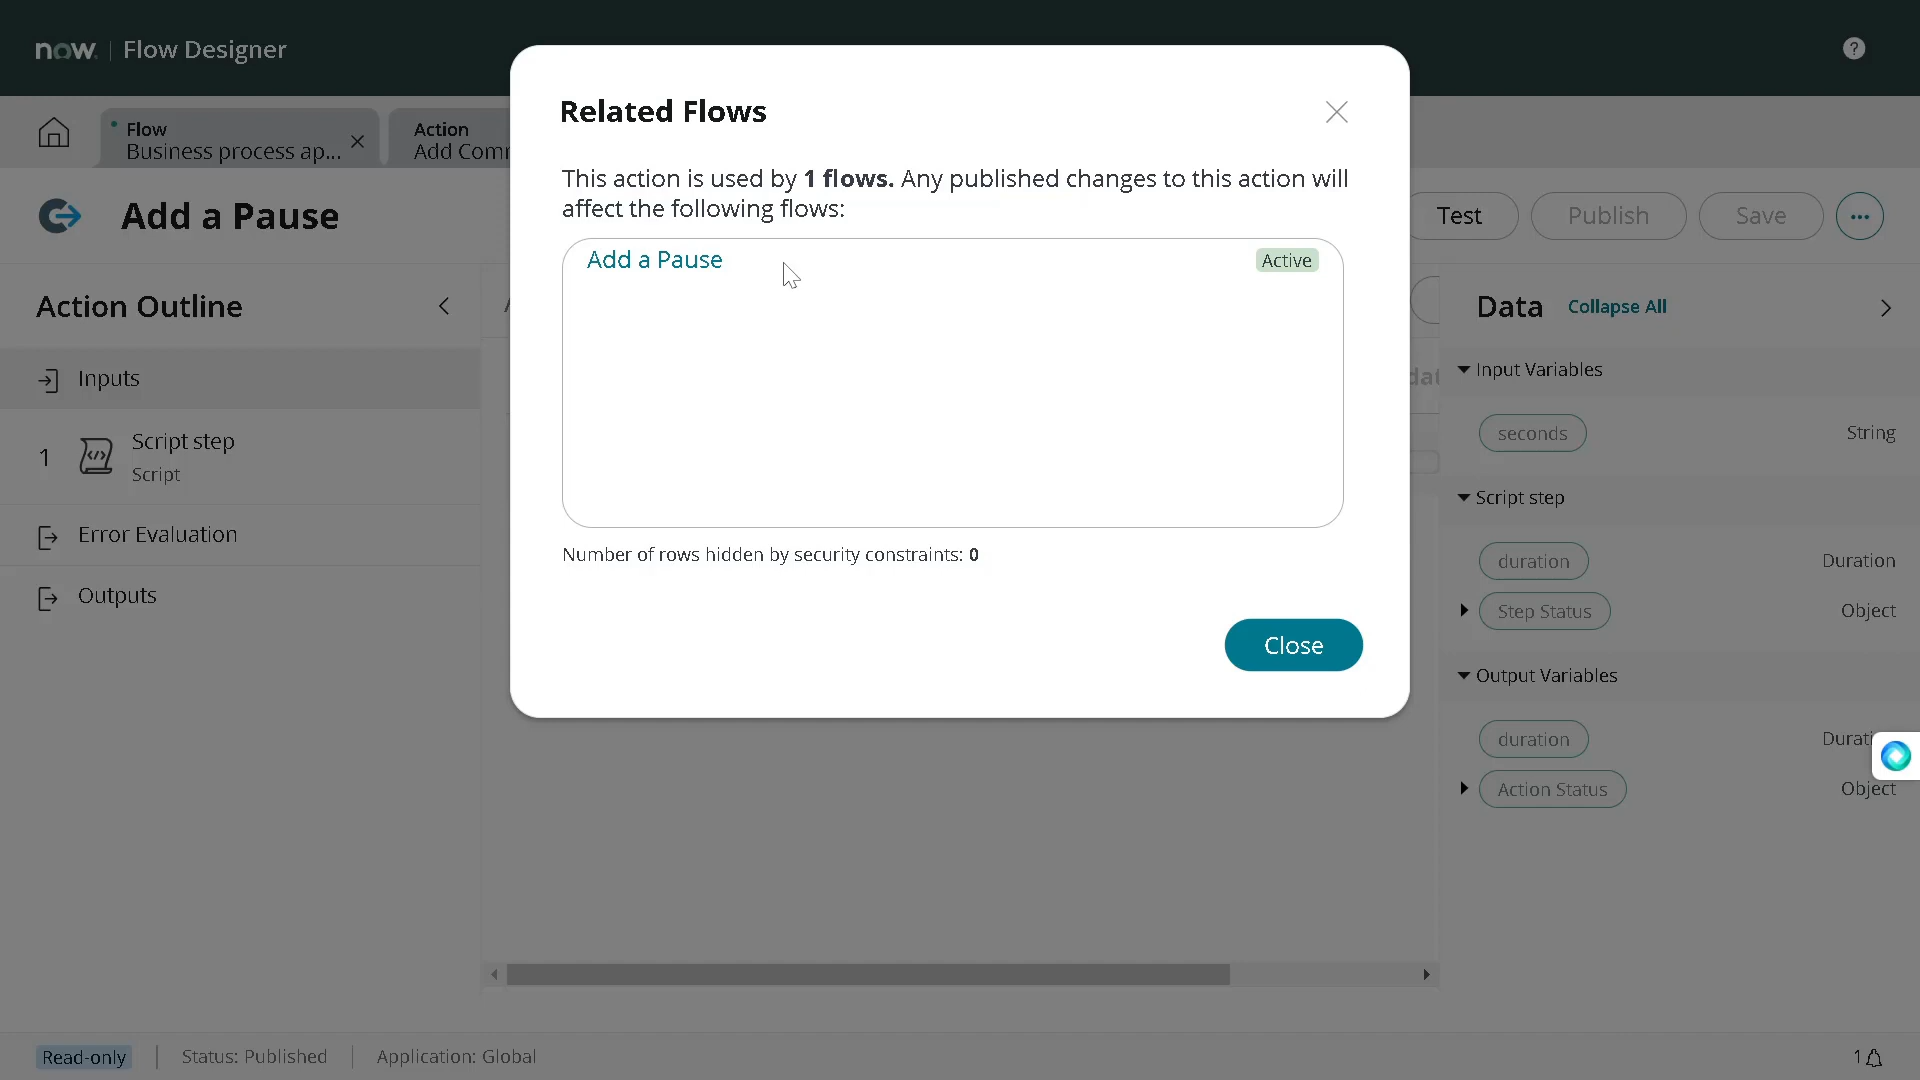 now. | Flow Designer
?
Flow
Business process ap...
Action
Add Com
Add a Pause
Test
Publish
Save
Action Outline
Inputs
1
Script step
Script
Error Evaluation
Outputs
Related Flows
This action is used by 1 flows. Any published changes to this action will
affect the following flows:
Add a Pause
Active
Number of rows hidden by security constraints: 0
Close
Data
Collapse All
Input Variables
seconds
String
Script step
duration
Duration
Step Status
Object
Output Variables
duration
Durati
Action Status
Object
Read-only
Status: Published
Application: Global
1